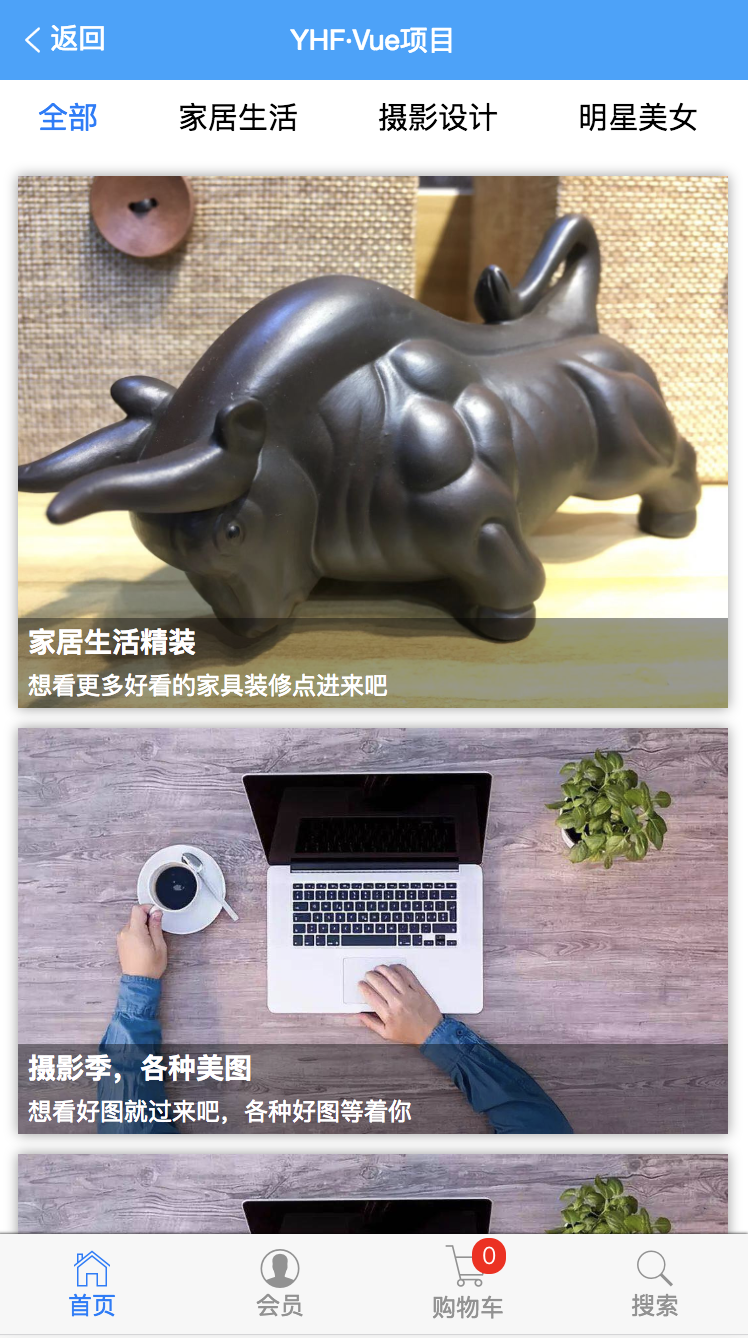 返回
YHF·Vue项目
全部 家居生活 摄影设计 明星美女
家居生活精装
想看更多好看的家具装修点进来吧
摄影季，各种美图
想看好图就过来吧，各种好图等着你
0
首页 会员 购物车 搜索